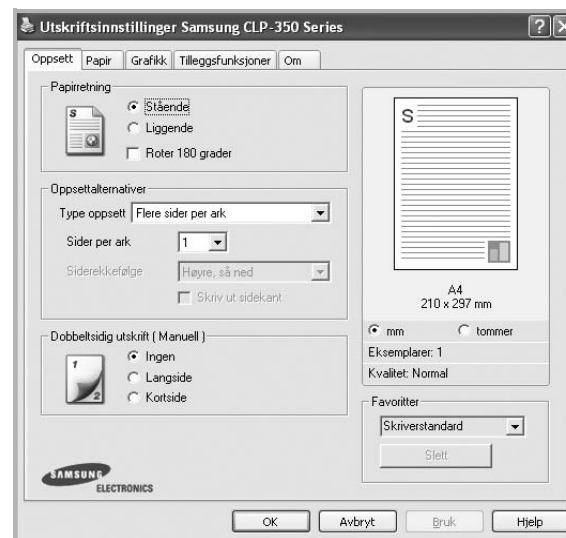 Utskriftsinnstillinger Samsung CLP-350 Series
Oppsett Papir Grafikk Tilleggsfunksjoner Om
Papirretning
S
Stående
Liggende
Roter 180 grader
Oppsettalternativer
Type oppsett Flere sider per ark
Sider per ark 1
Siderekkefølge Høyre, så ned
Skriv ut sidekant
Dobbeltsidig utskrift ( Manuell )
1
2
Ingen
Langside
Kortside
SAMSUNG
ELECTRONICS
S
A4
210 x 297 mm
mm tommer
Eksemplarer: 1
Kvalitet: Normal
Favoritter
Skriverstandard
Slett
OK Avbryt Bruk Hjelp